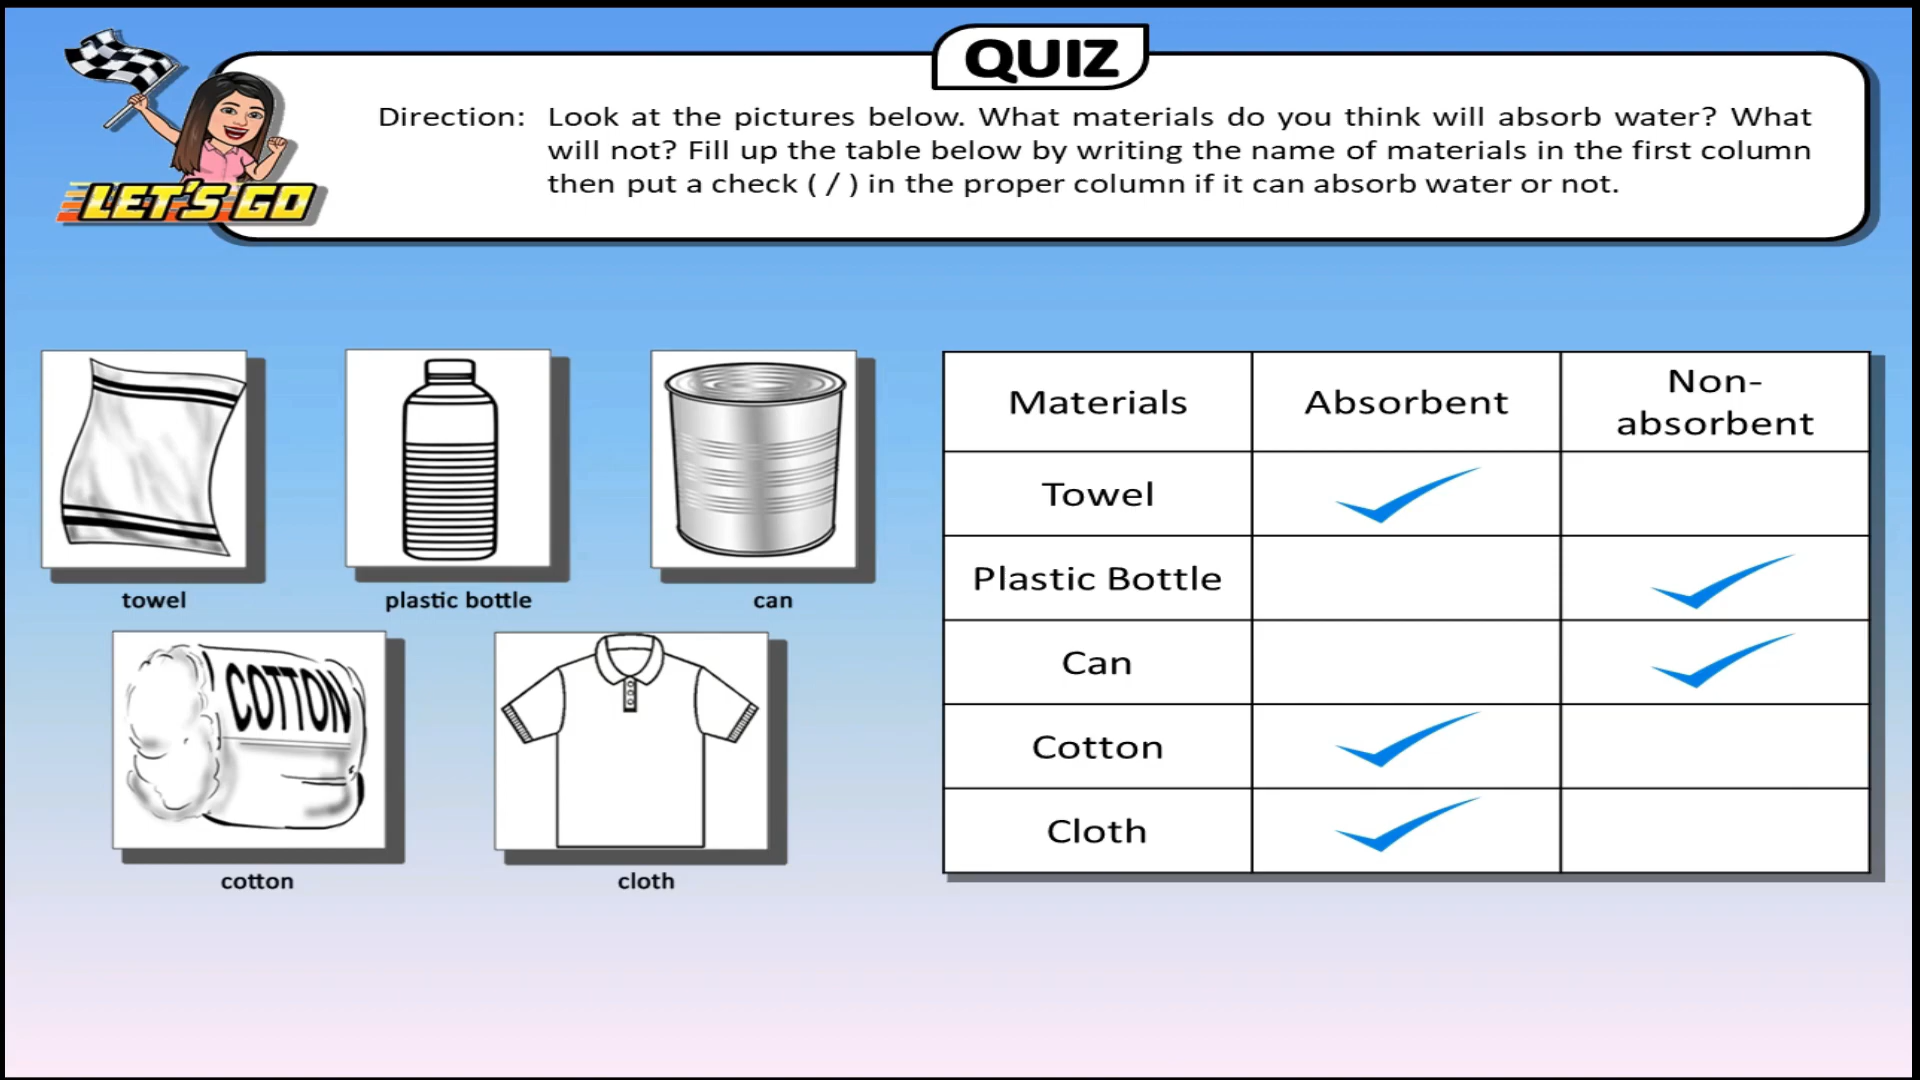 QUIZ
Direction: Look at the pictures below. What materials do you think will absorb water? What
will not? Fill up the table below by writing the name of materials in the first column
then put a check ( / ) in the proper column if it can absorb water or not.
LET'S GO
towel
plastic bottle
can
COTTON
cotton
cloth
Materials Absorbent Non-
absorbent
Towel
Plastic Bottle
Can
Cotton
Cloth